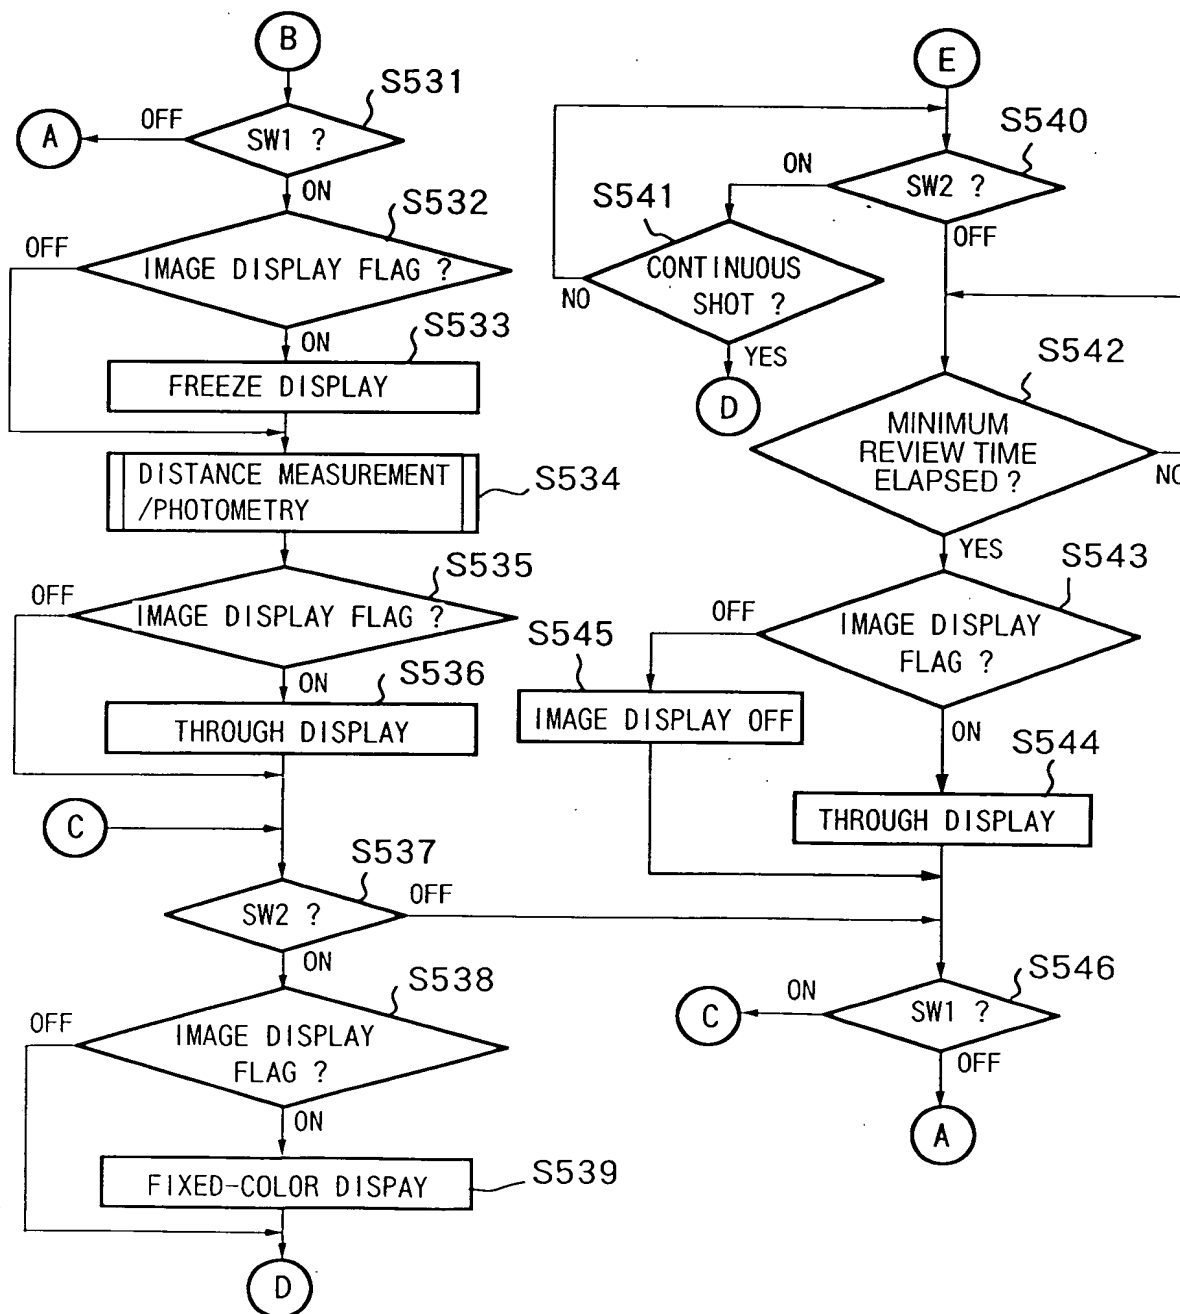 B
S531
OFF
A
SW1 ?
ON
S532
OFF
IMAGE DISPLAY FLAG ?
ON
S533
FREEZE DISPLAY
DISTANCE MEASUREMENT
/PHOTOMETRY
S534
S535
OFF
IMAGE DISPLAY FLAG ?
ON
S536
THROUGH DISPLAY
C
S537
SW2 ?
OFF
ON
S538
OFF
IMAGE DISPLAY
FLAG ?
ON
FIXED-COLOR DISPAY
S539
D
E
S540
ON
SW2 ?
OFF
S541
CONTINUOUS
SHOT ?
NO
YES
D
S542
MINIMUM
REVIEW TIME
ELAPSED ?
NO
YES
S543
OFF
IMAGE DISPLAY
FLAG ?
S545
IMAGE DISPLAY OFF
ON
S544
THROUGH DISPLAY
S546
ON
C
SW1 ?
OFF
A